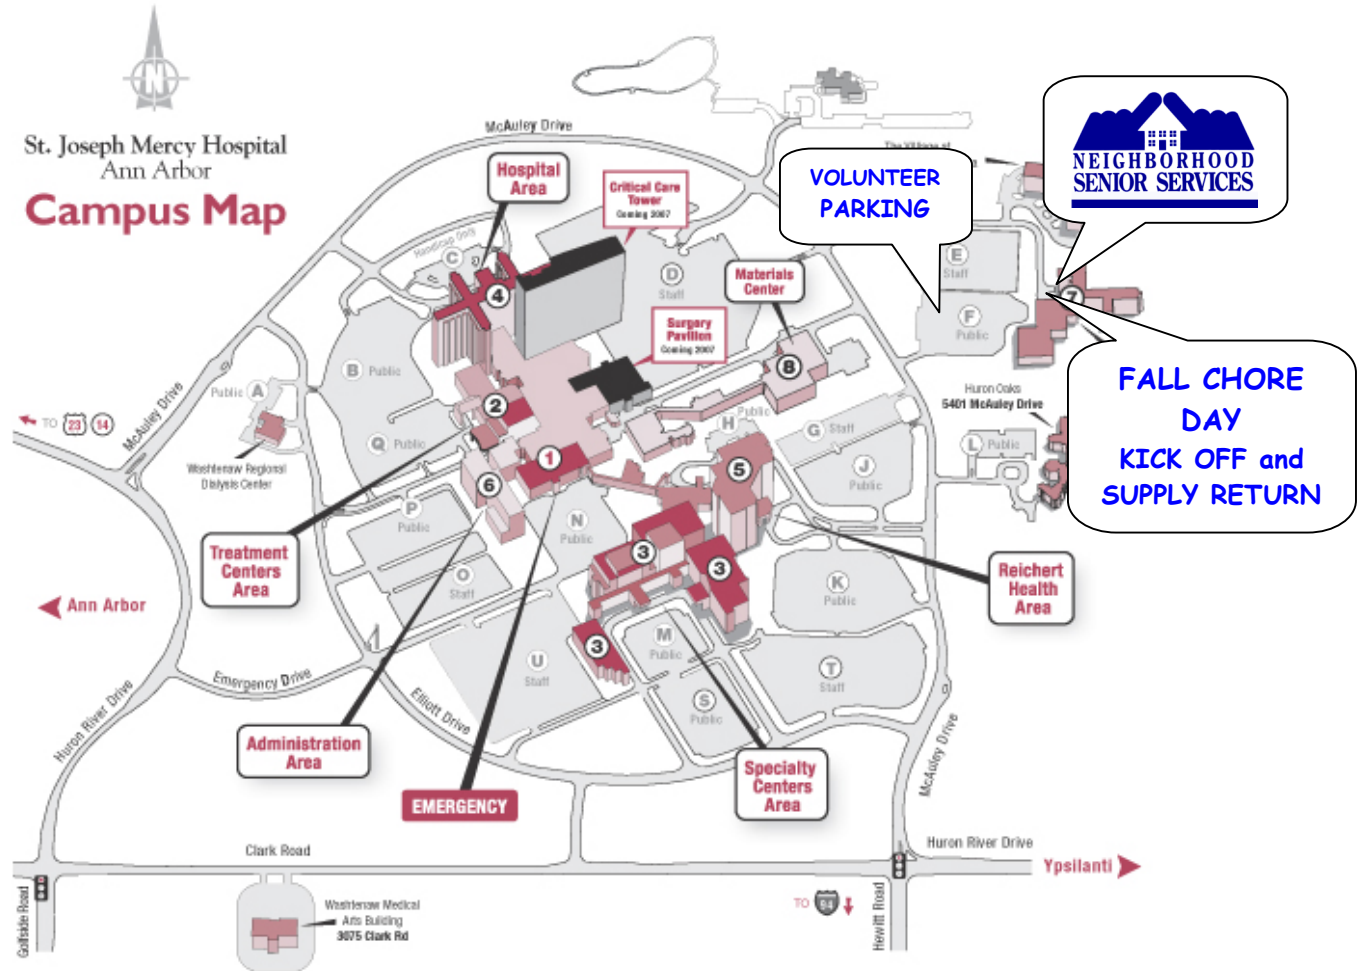 N
St. Joseph Mercy Hospital
Ann Arbor
Campus Map
McAuley Drive
Hospital
Area
Critical Care
Tower
Coming 2007
VOLUNTEER
PARKING
The Village at
NEIGHBORHOOD
SENIOR SERVICES
Handicap Only
C
4
D
Staff
Materials
Center
E
Staff
7
F
Public
Surgery
Pavilion
Coming 2007
8
B Public
Public A
McAuley Drive
TO 23 14
2
Q Public
Washtenaw Regional
Dialysis Center
1
6
Public
H
G Staff
5
J
Public
Huron Oaks
5401 McAuley Drive
L Public
FALL CHORE
DAY
KICK OFF and
SUPPLY RETURN
P
Public
N
Public
Treatment
Centers
Area
O
Staff
3
3
K
Public
Reichert
Health
Area
Ann Arbor
M
Public
3
U
Staff
T
Staff
S
Public
Emergency Drive
Elliott Drive
Huron River Drive
Administration
Area
EMERGENCY
Specialty
Centers
Area
McAuley Drive
Clark Road
Huron River Drive
Ypsilanti
Golfside Road
Washtenaw Medical
Arts Building
3075 Clark Rd
TO 94
Hewitt Road